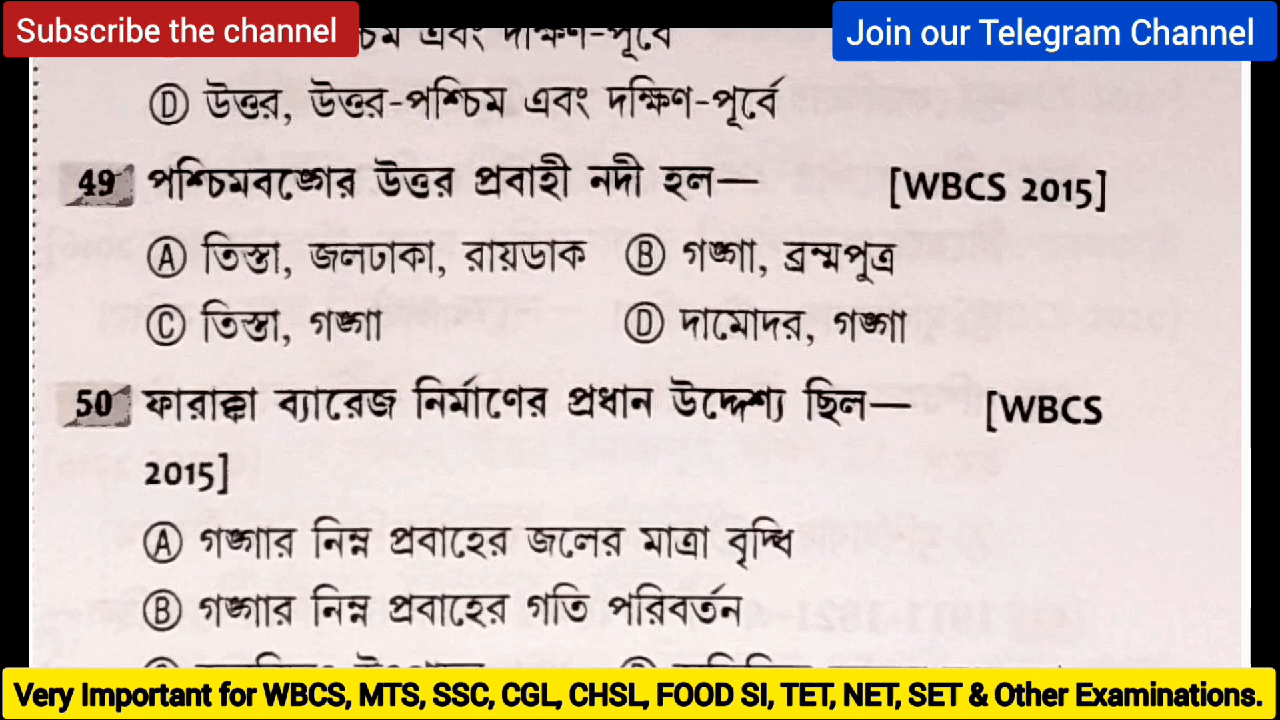 Subscribe the channel
Join our Telegram Channel
এবং দক্ষিণ-পূর্বে
Ⓓ উত্তর, উত্তর-পশ্চিম এবং দক্ষিণ-পূর্বে
49 পশ্চিমবঙ্গের উত্তর প্রবাহী নদী হল— [WBCS 2015]
Ⓐ তিস্তা, জলঢাকা, রায়ডাক Ⓑ গঙ্গা, ব্রহ্মপুত্র
Ⓒ তিস্তা, গঙ্গা Ⓓ দামোদর, গঙ্গা
50 ফারাক্কা ব্যারেজ নির্মাণের প্রধান উদ্দেশ্য ছিল— [WBCS
2015]
Ⓐ গঙ্গার নিম্ন প্রবাহের জলের মাত্রা বৃদ্ধি
Ⓑ গঙ্গার নিম্ন প্রবাহের গতি পরিবর্তন
Very Important for WBCS, MTS, SSC, CGL, CHSL, FOOD SI, TET, NET, SET & Other Examinations.